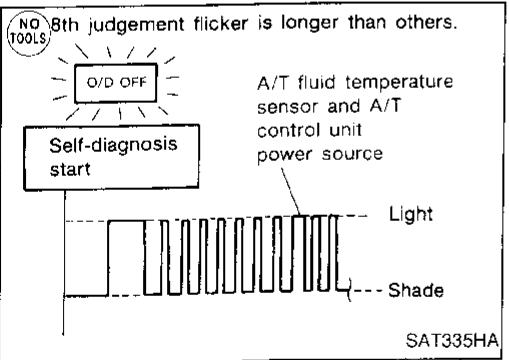 NO TOOLS
8th judgement flicker is longer than others.
O/D OFF
Self-diagnosis
start
A/T fluid temperature
sensor and A/T
control unit
power source
Light
Shade
SAT335HA